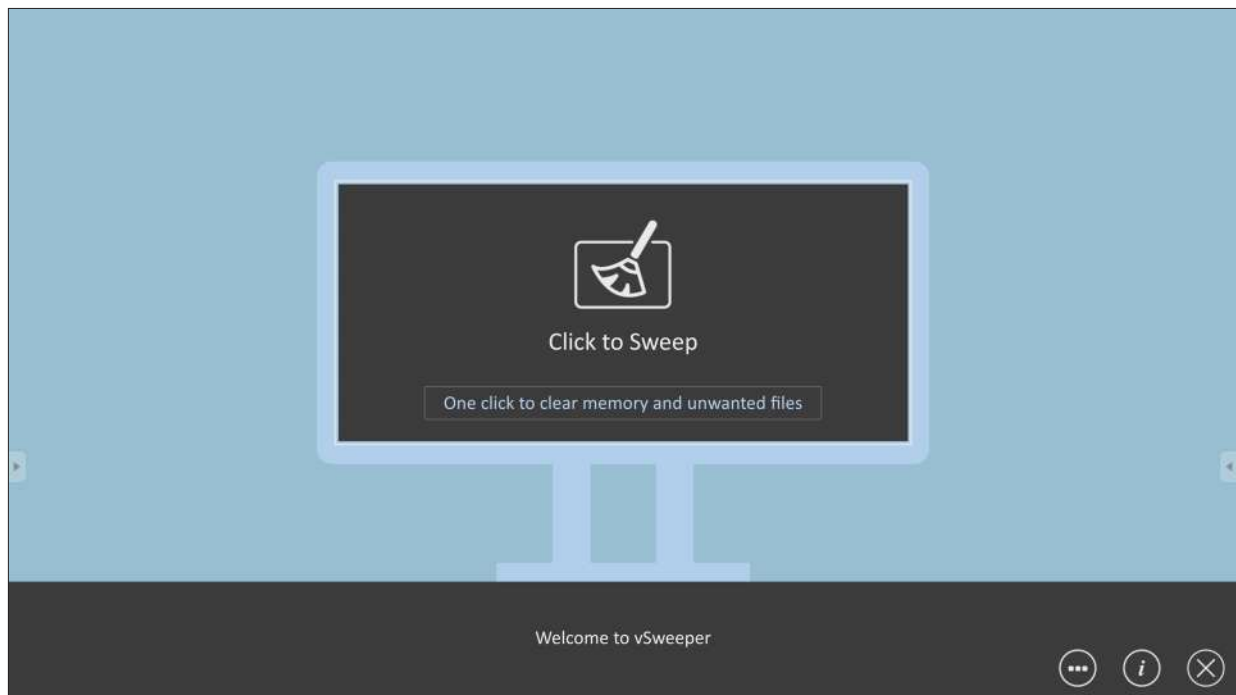 Click to Sweep
One click to clear memory and unwanted files
Welcome to vSweeper
i